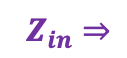 Z_in ⇒